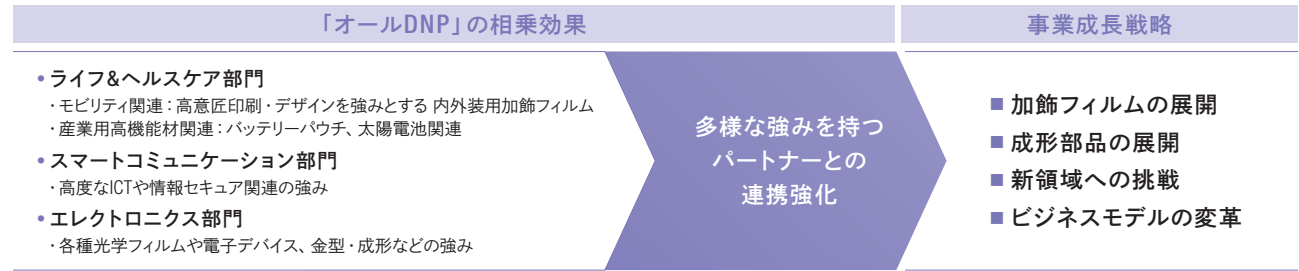 「オールDNP」の相乗効果
・ライフ&ヘルスケア部門
・モビリティ関連：高意匠印刷・デザインを強みとする 内外装用加飾フィルム
・産業用高機能材関連：バッテリーパウチ、太陽電池関連
・スマートコミュニケーション部門
・高度なICTや情報セキュア関連の強み
・エレクトロニクス部門
・各種光学フィルムや電子デバイス、金型・成形などの強み
多様な強みを持つ
パートナーとの
連携強化
事業成長戦略
■ 加飾フィルムの展開
■ 成形部品の展開
■ 新領域への挑戦
■ ビジネスモデルの変革